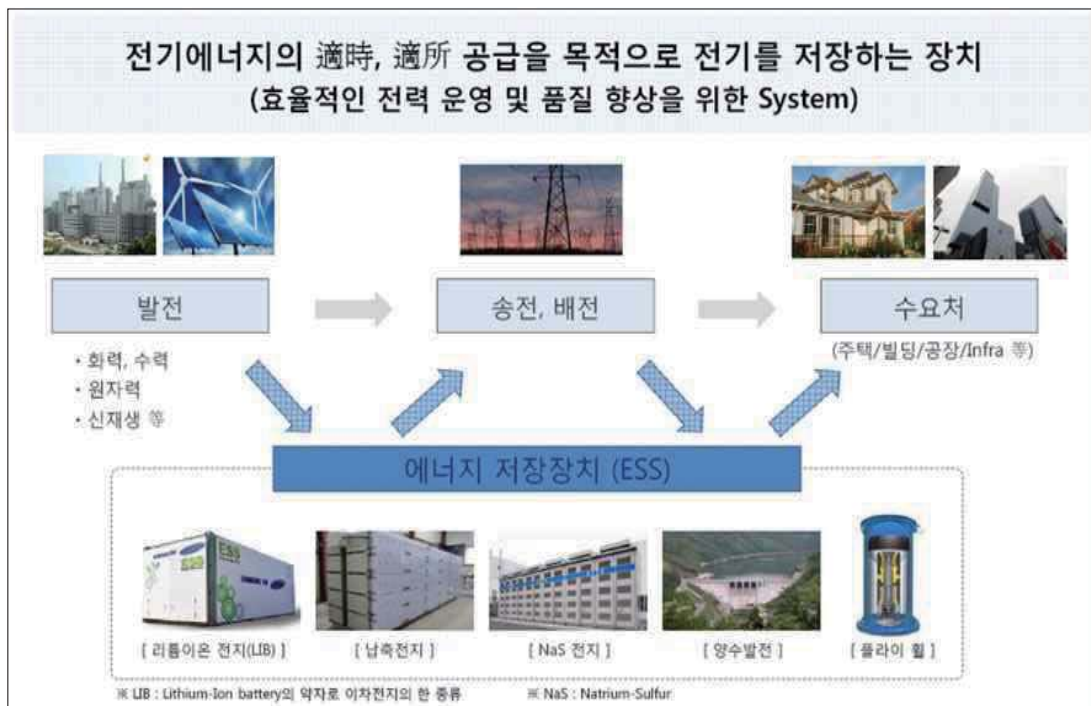 전기에너지의 適時, 適所 공급을 목적으로 전기를 저장하는 장치
(효율적인 전력 운영 및 품질 향상을 위한 System)
발전
송전, 배전
수요처
・화력, 수력
・원자력
・신재생 等
(주택/빌딩/공장/Infra 等)
에너지 저장장치 (ESS)
ESS
[ 리튬이온 전지(LIB) ]
[ 납축전지 ]
[ NaS 전지 ]
[ 양수발전 ]
[ 플라이 휠 ]
※ LIB : Lithium-Ion battery의 약자로 이차전지의 한 종류
※ NaS : Natrium-Sulfur